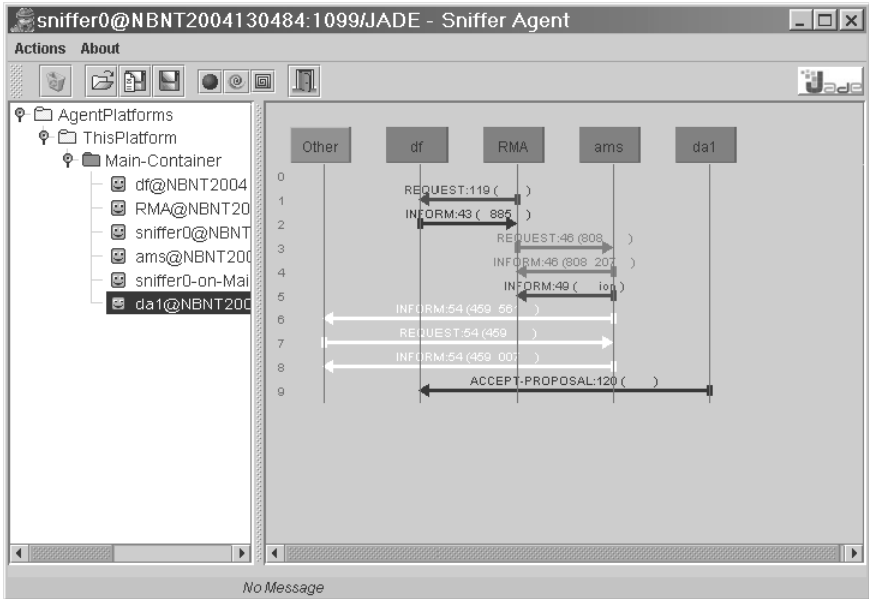 sniffer0@NBNT2004130484:1099/JADE - Sniffer Agent
Actions About
Jade
AgentPlatforms
ThisPlatform
Main-Container
df@NBNT2004
RMA@NBNT20
sniffer0@NBNT
ams@NBNT200
sniffer0-on-Mai
da1@NBNT200
Other df RMA ams da1
0
1 REQUEST:119 ( )
2 INFORM:43 ( 885 )
3 REQUEST:46 (808 )
4 INFORM:46 (808 207 )
5 INFORM:49 ( ion )
6 INFORM:54 (459 56 )
7 REQUEST:54 (459 )
8 INFORM:54 (459 007 )
9 ACCEPT-PROPOSAL:120 ( )
No Message